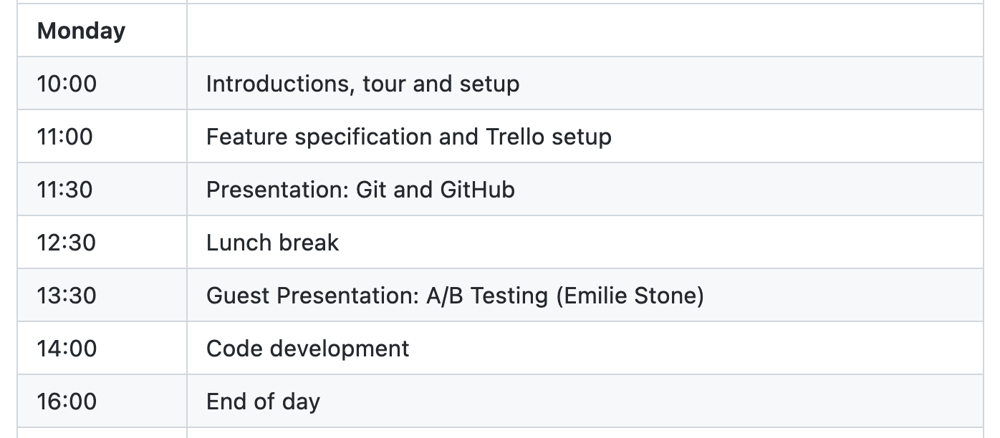 Monday
10:00 Introductions, tour and setup
11:00 Feature specification and Trello setup
11:30 Presentation: Git and GitHub
12:30 Lunch break
13:30 Guest Presentation: A/B Testing (Emilie Stone)
14:00 Code development
16:00 End of day